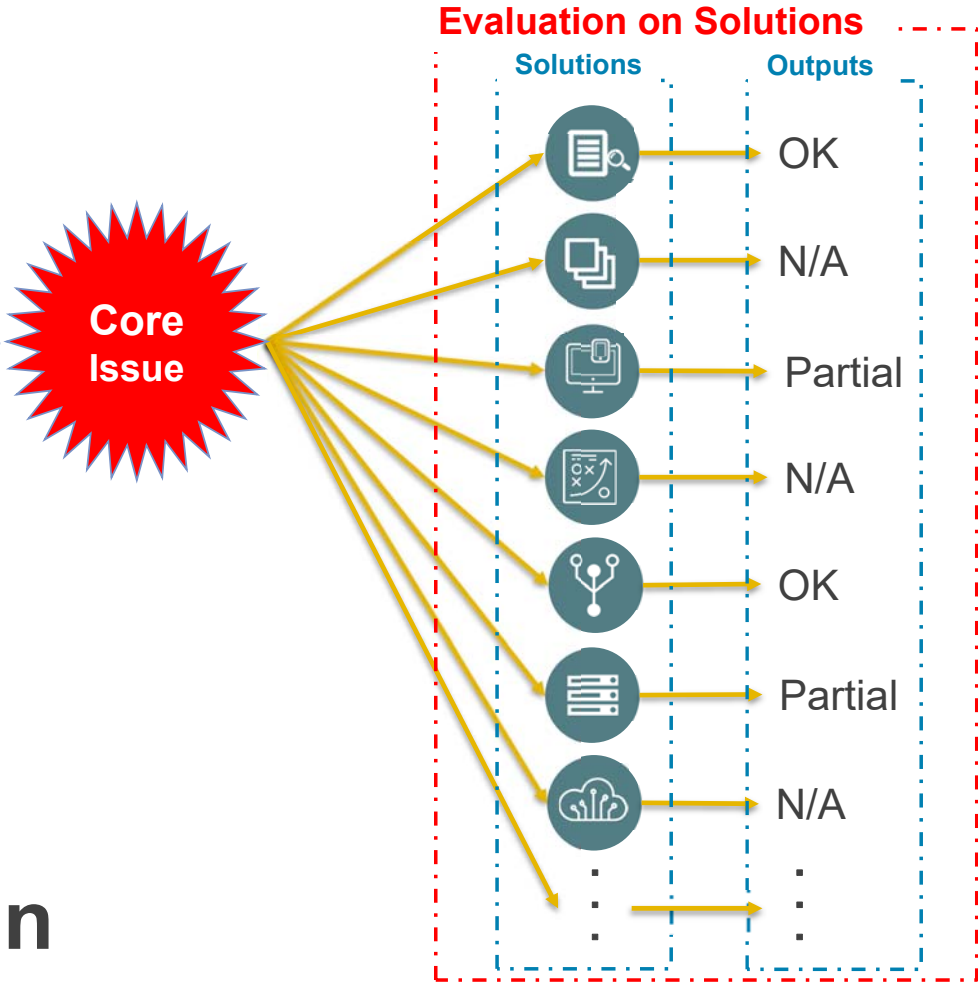 Evaluation on Solutions
Solutions
Outputs
OK
N/A
Core
Issue
Partial
N/A
OK
Partial
N/A
n